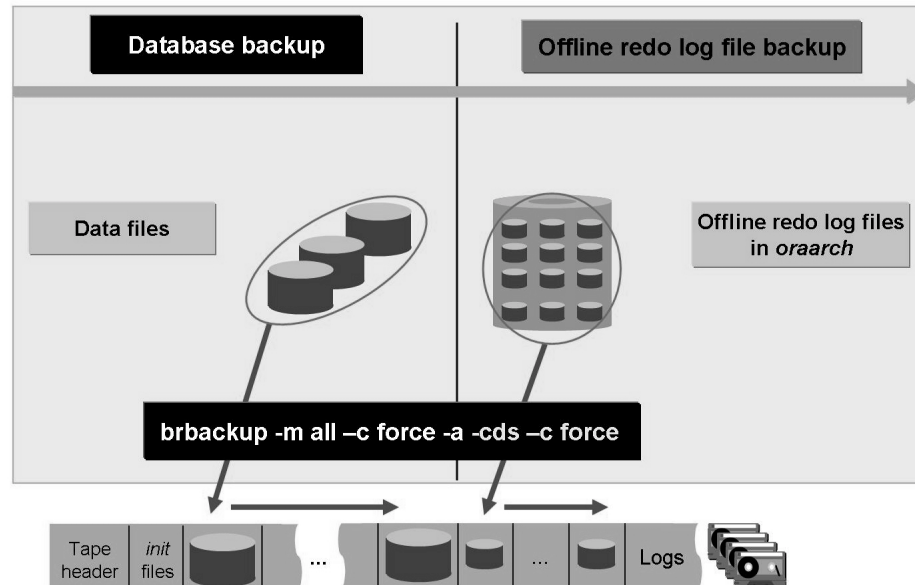 Database backup
Offline redo log file backup
Data files
Offline redo log files
in oraarch
brbackup -m all –c force -a -cds –c force
Tape
header
init
files
...
...
Logs